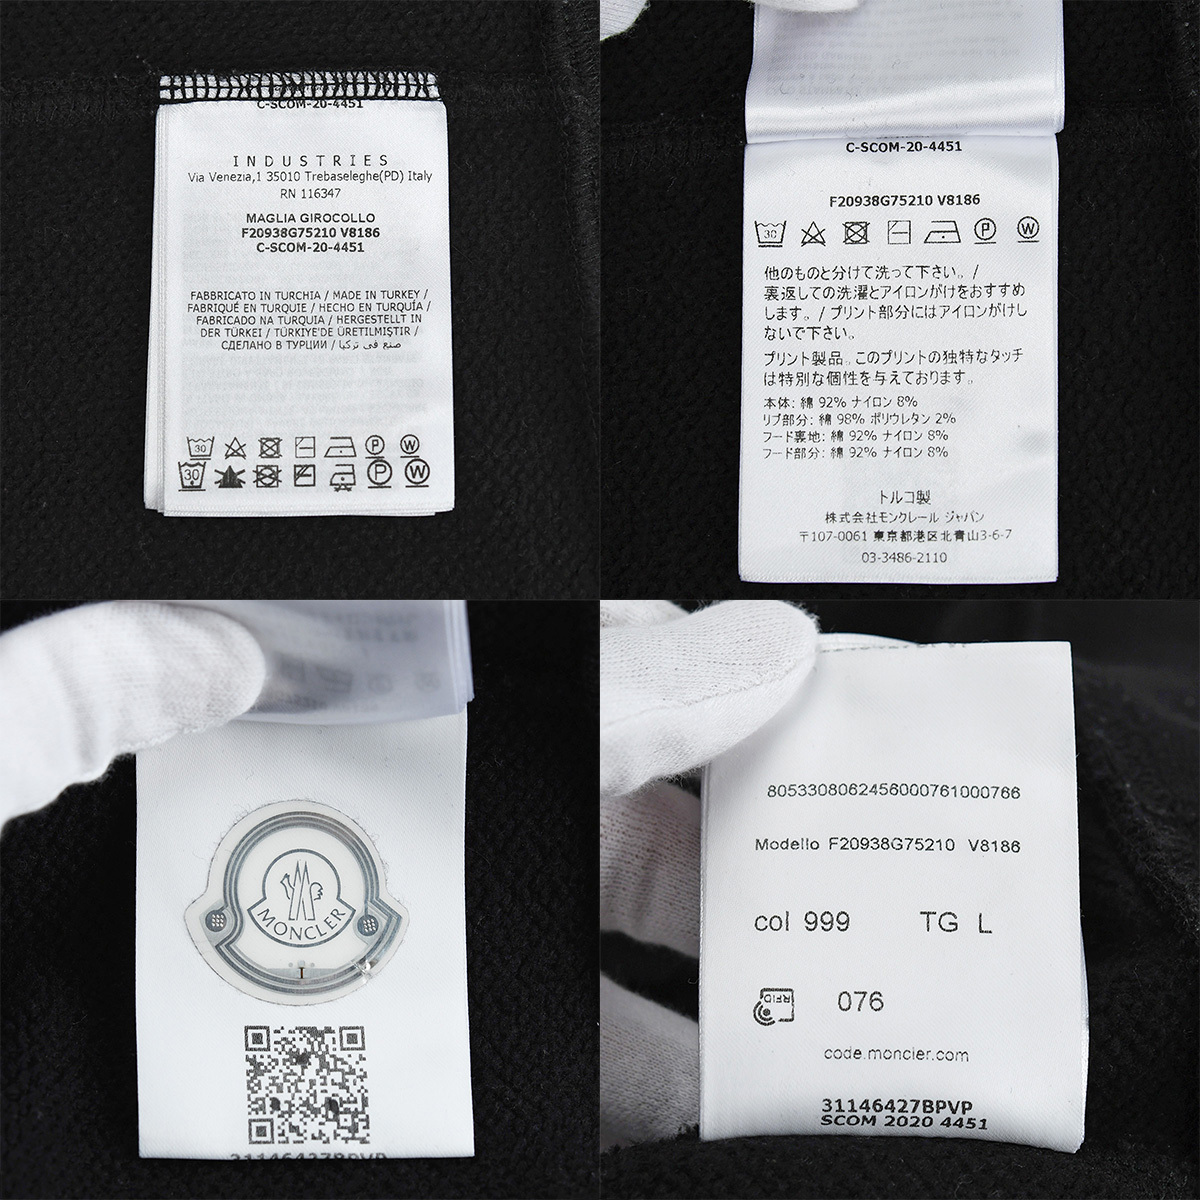 C-SCOM-20-4451
INDUSTRIES
Via Venezia,1 35010 Trebaseleghe(PD) Italy
RN 116347
MAGLIA GIROCOLLO
F20938G75210 V8186
C-SCOM-20-4451
FABBRICATO IN TURCHIA / MADE IN TURKEY /
FABRIQUÉ EN TURQUIE / HECHO EN TURQUÍA /
FABRICADO NA TURQUIA / HERGESTELLT IN
DER TÜRKEI / TÜRKIYE'DE ÜRETILMIŞTIR /
СДЕЛАНО В ТУРЦИИ / صنع في تركيا
30 P W
30 P W
C-SCOM-20-4451
F20938G75210 V8186
30 P W
他のものと分けて洗って下さい。/
裏返しての洗濯とアイロンがけをおすすめ
します。/ プリント部分にはアイロンがけし
ないで下さい。
プリント製品。このプリントの独特なタッチ
は特別な個性を与えております。
本体: 綿 92% ナイロン 8%
リブ部分: 綿 98% ポリウレタン 2%
フード裏地: 綿 92% ナイロン 8%
フード部分: 綿 92% ナイロン 8%
トルコ製
株式会社モンクレール ジャパン
〒107-0061 東京都港区北青山3-6-7
03-3486-2110
MONCLER
31146427BPVP
8053308062456000761000766
Modello F20938G75210 V8186
col 999 TG L
RFID 076
code.moncler.com
31146427BPVP
SCOM 2020 4451